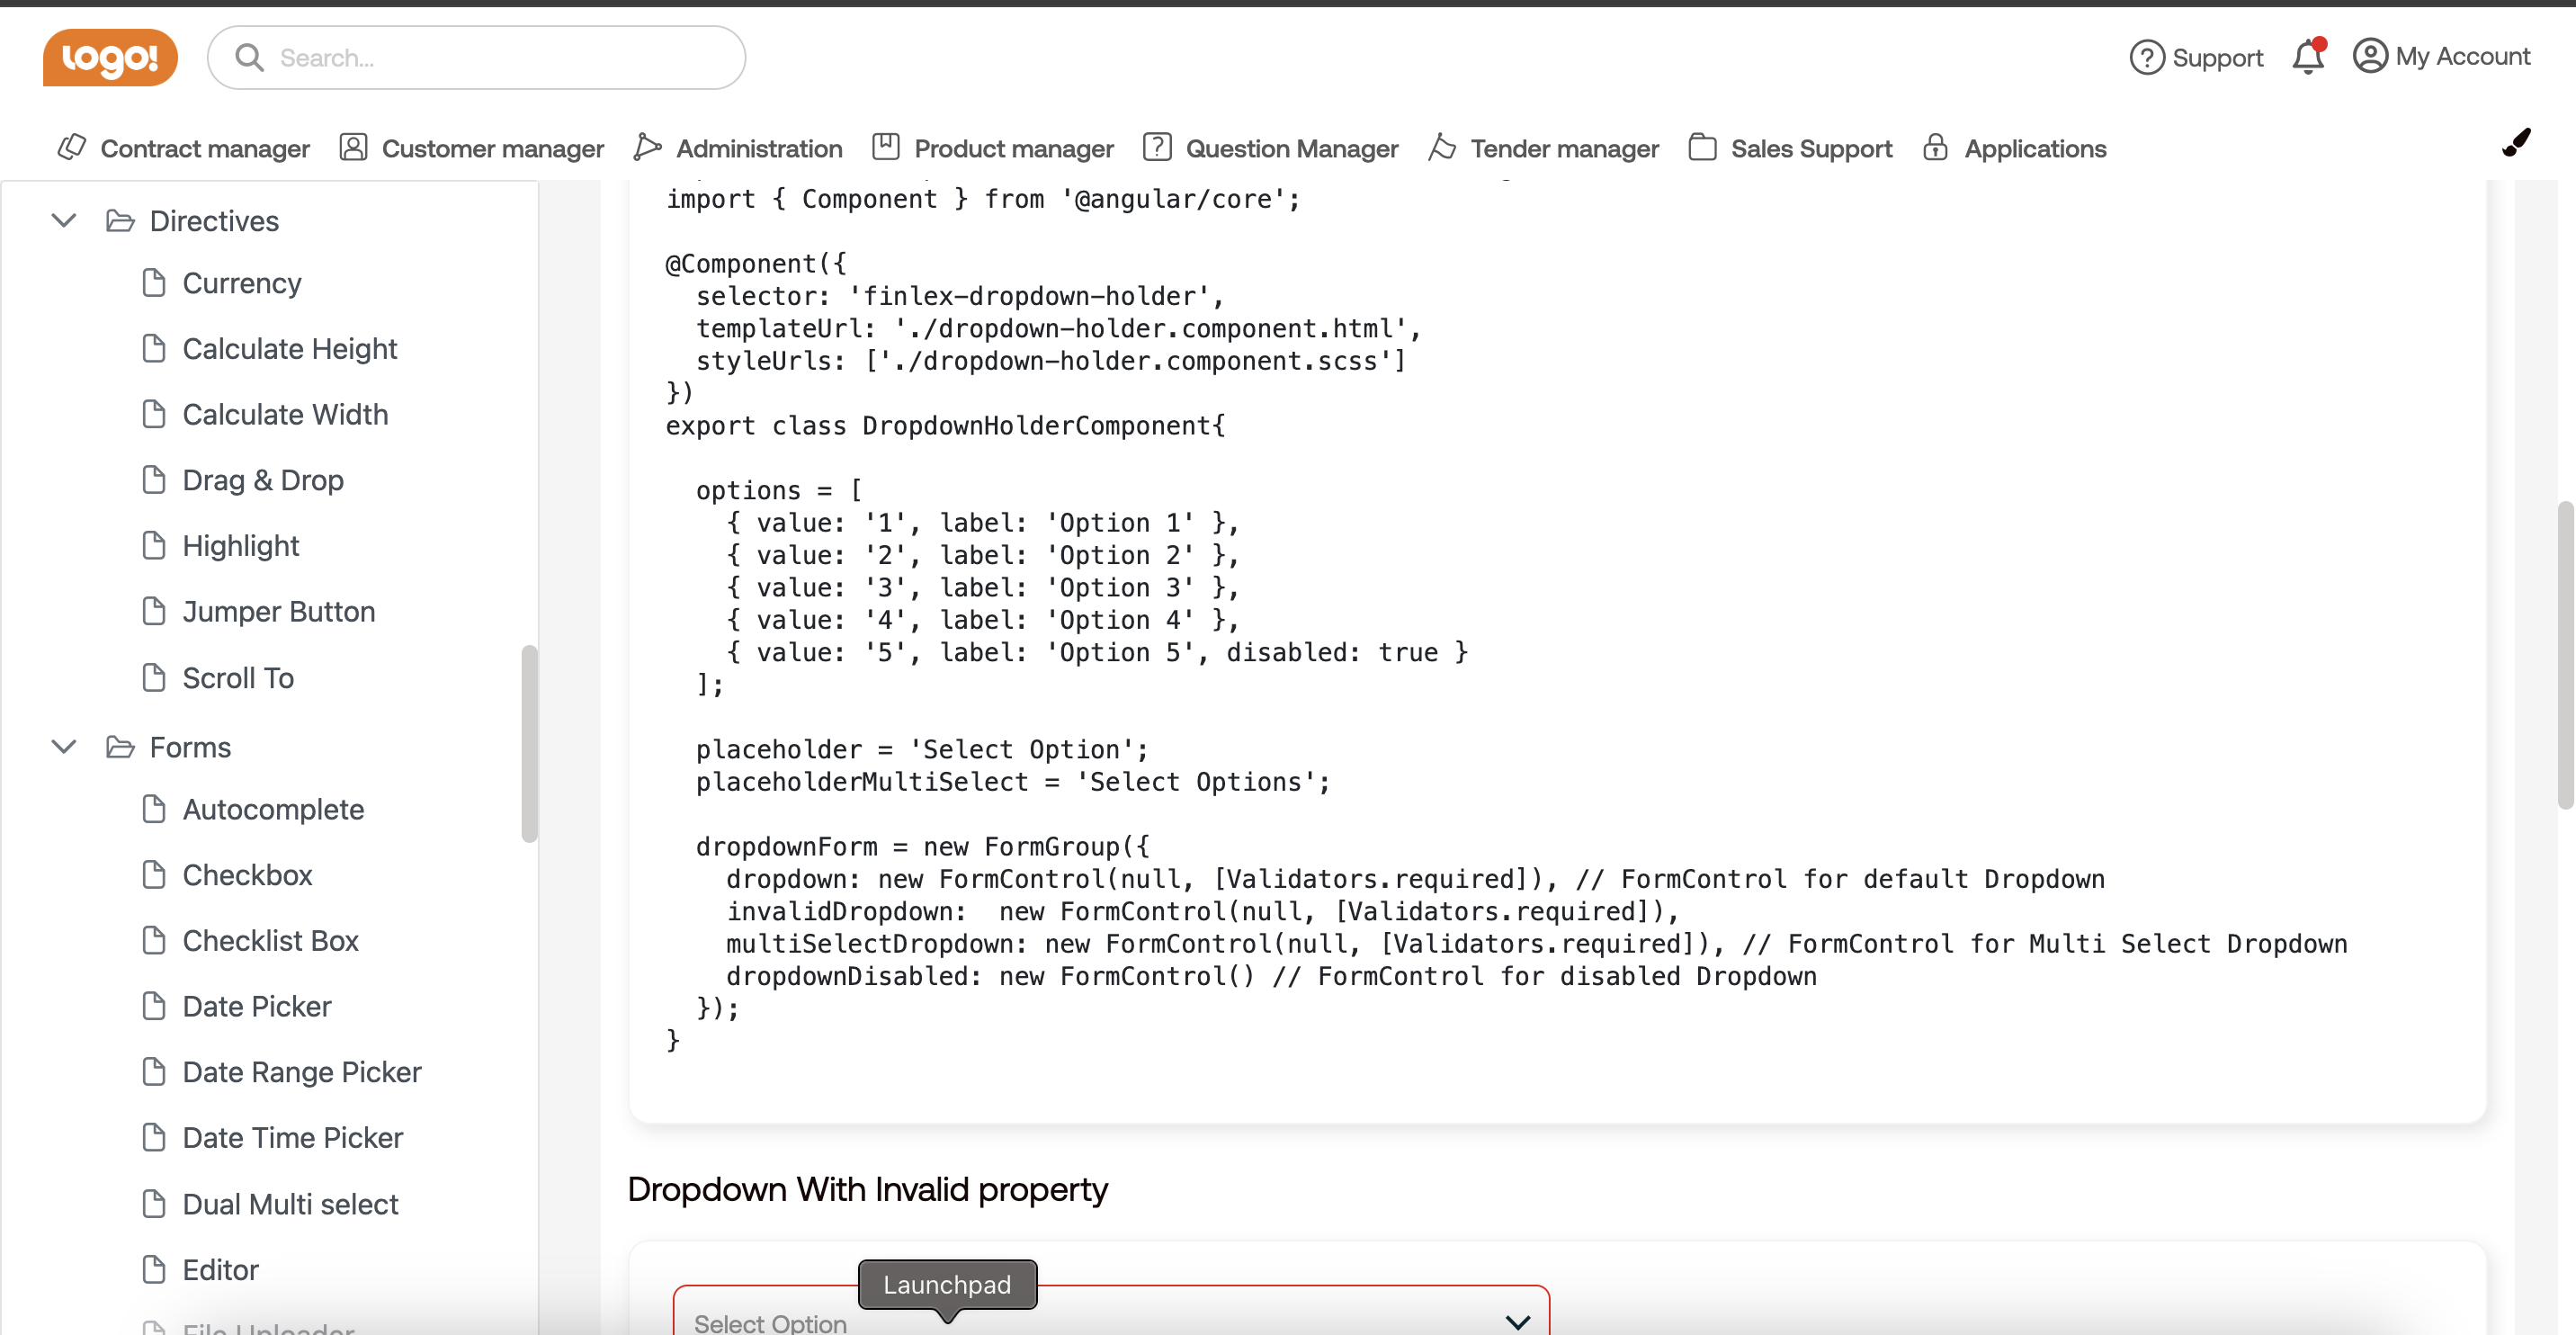 logo!
Search...
Support
My Account
Contract manager
Customer manager
Administration
Product manager
Question Manager
Tender manager
Sales Support
Applications
Directives
Currency
Calculate Height
Calculate Width
Drag & Drop
Highlight
Jumper Button
Scroll To
Forms
Autocomplete
Checkbox
Checklist Box
Date Picker
Date Range Picker
Date Time Picker
Dual Multi select
Editor
File Uploader
import { Component } from '@angular/core';
@Component({
  selector: 'finlex-dropdown-holder',
  templateUrl: './dropdown-holder.component.html',
  styleUrls: ['./dropdown-holder.component.scss']
})
export class DropdownHolderComponent{
  options = [
    { value: '1', label: 'Option 1' },
    { value: '2', label: 'Option 2' },
    { value: '3', label: 'Option 3' },
    { value: '4', label: 'Option 4' },
    { value: '5', label: 'Option 5', disabled: true }
  ];
  placeholder = 'Select Option';
  placeholderMultiSelect = 'Select Options';
  dropdownForm = new FormGroup({
    dropdown: new FormControl(null, [Validators.required]), // FormControl for default Dropdown
    invalidDropdown:  new FormControl(null, [Validators.required]),
    multiSelectDropdown: new FormControl(null, [Validators.required]), // FormControl for Multi Select Dropdown
    dropdownDisabled: new FormControl() // FormControl for disabled Dropdown
  });
}
Dropdown With Invalid property
Launchpad
Select Option